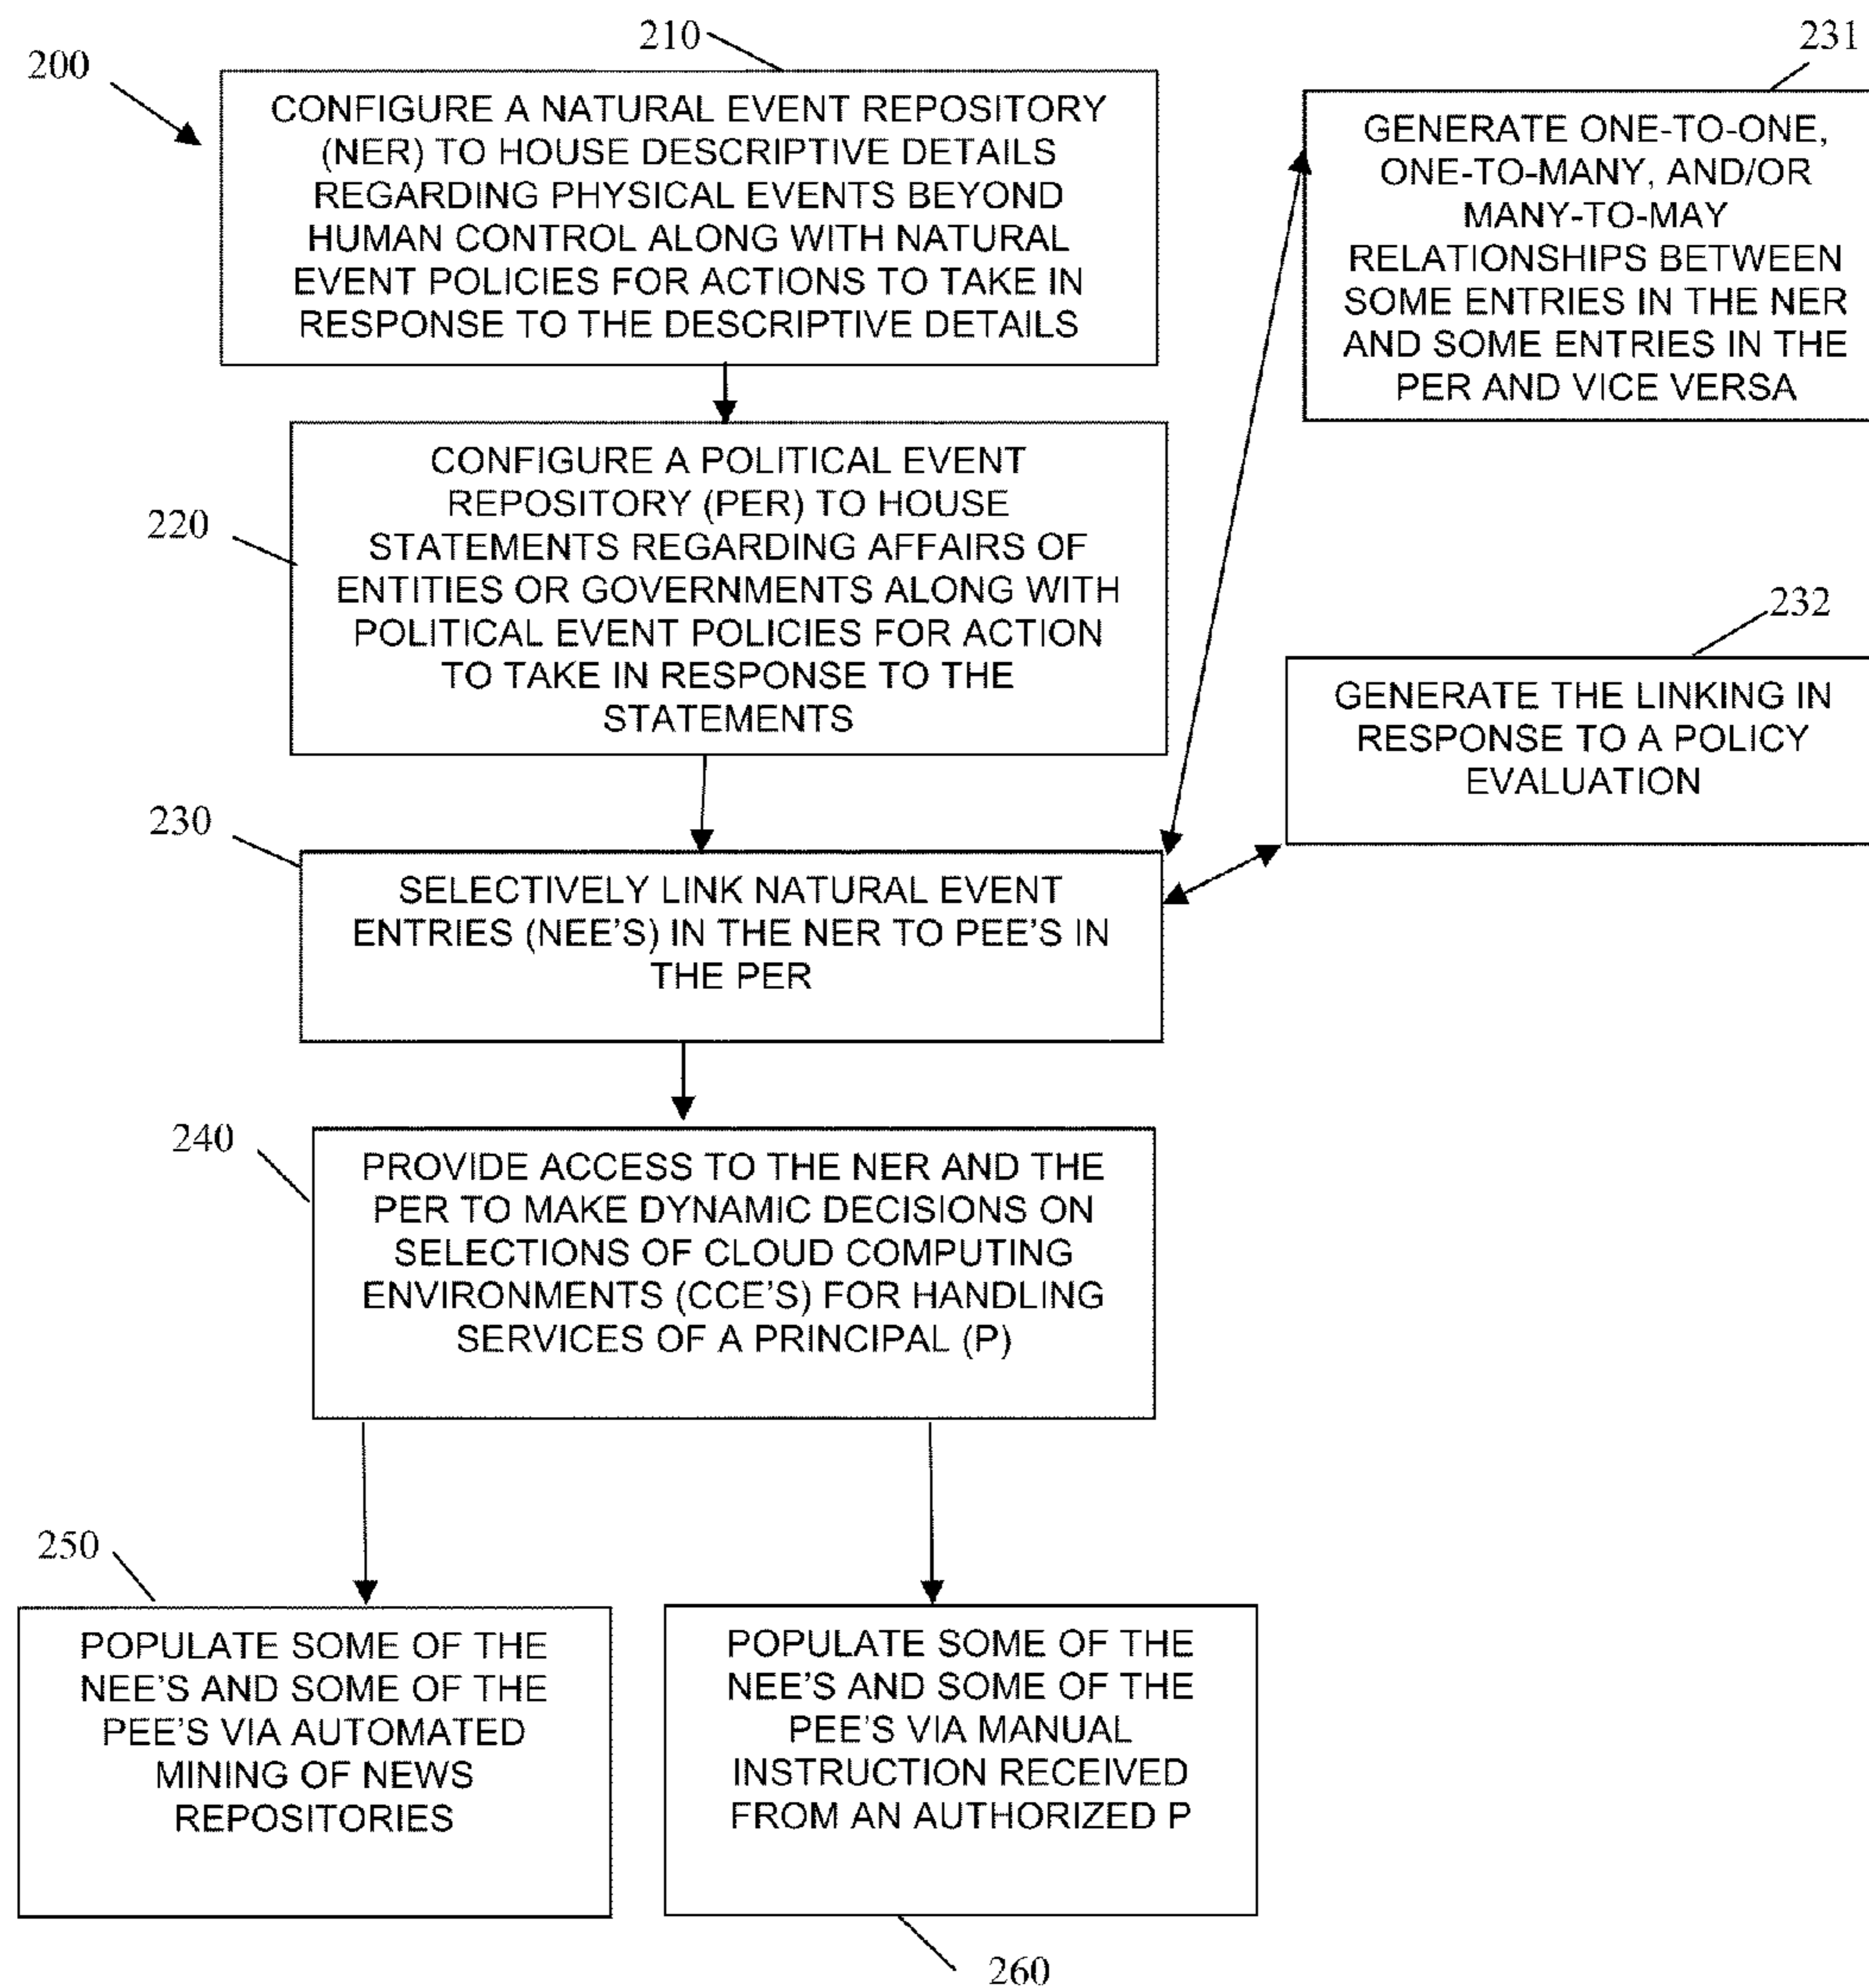 200
210
CONFIGURE A NATURAL EVENT REPOSITORY
(NER) TO HOUSE DESCRIPTIVE DETAILS
REGARDING PHYSICAL EVENTS BEYOND
HUMAN CONTROL ALONG WITH NATURAL
EVENT POLICIES FOR ACTIONS TO TAKE IN
RESPONSE TO THE DESCRIPTIVE DETAILS
231
GENERATE ONE-TO-ONE,
ONE-TO-MANY, AND/OR
MANY-TO-MAY
RELATIONSHIPS BETWEEN
SOME ENTRIES IN THE NER
AND SOME ENTRIES IN THE
PER AND VICE VERSA
220
CONFIGURE A POLITICAL EVENT
REPOSITORY (PER) TO HOUSE
STATEMENTS REGARDING AFFAIRS OF
ENTITIES OR GOVERNMENTS ALONG WITH
POLITICAL EVENT POLICIES FOR ACTION
TO TAKE IN RESPONSE TO THE
STATEMENTS
232
GENERATE THE LINKING IN
RESPONSE TO A POLICY
EVALUATION
230
SELECTIVELY LINK NATURAL EVENT
ENTRIES (NEE'S) IN THE NER TO PEE'S IN
THE PER
240
PROVIDE ACCESS TO THE NER AND THE
PER TO MAKE DYNAMIC DECISIONS ON
SELECTIONS OF CLOUD COMPUTING
ENVIRONMENTS (CCE'S) FOR HANDLING
SERVICES OF A PRINCIPAL (P)
250
POPULATE SOME OF THE
NEE'S AND SOME OF THE
PEE'S VIA AUTOMATED
MINING OF NEWS
REPOSITORIES
POPULATE SOME OF THE
NEE'S AND SOME OF THE
PEE'S VIA MANUAL
INSTRUCTION RECEIVED
FROM AN AUTHORIZED P
260